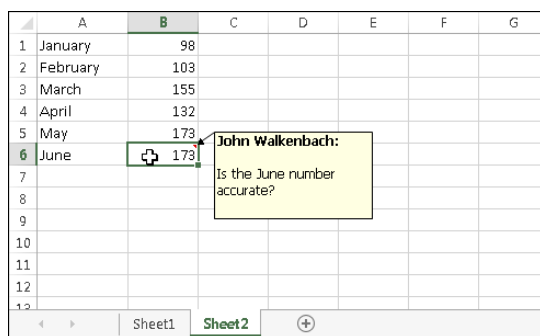 A B C D E F G
1 January 98
2 February 103
3 March 155
4 April 132
5 May 173
6 June 173
John Walkenbach:
Is the June number
accurate?
7
8
9
10
11
12
13
Sheet1 Sheet2